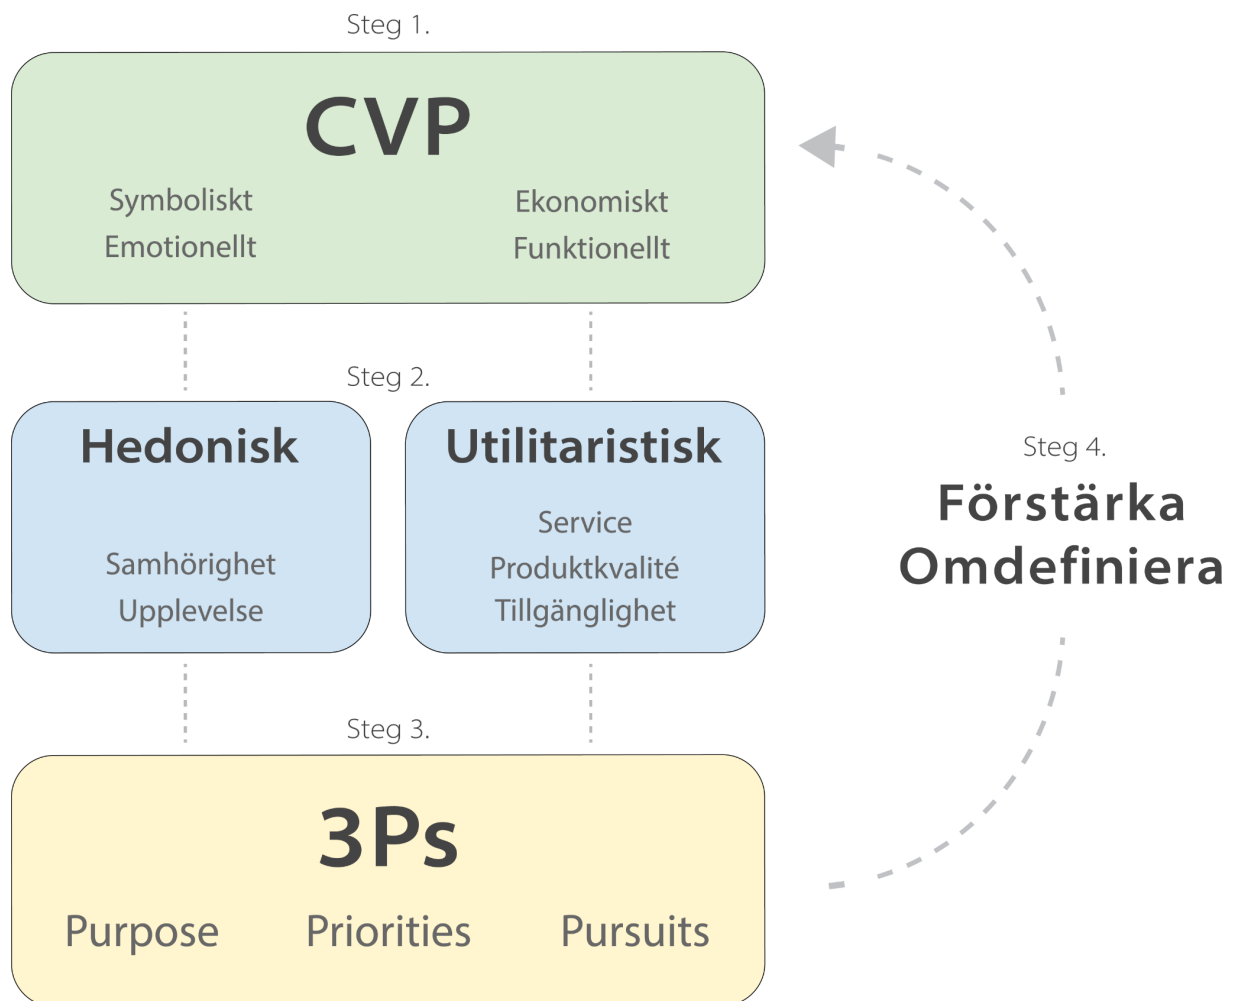 Steg 1.
CVP
Symboliskt
Emotionellt
Ekonomiskt
Funktionellt
Steg 2.
Hedonisk
Samhörighet
Upplevelse
Utilitaristisk
Service
Produktkvalité
Tillgänglighet
Steg 3.
3Ps
Purpose Priorities Pursuits
Steg 4.
Förstärka
Omdefiniera